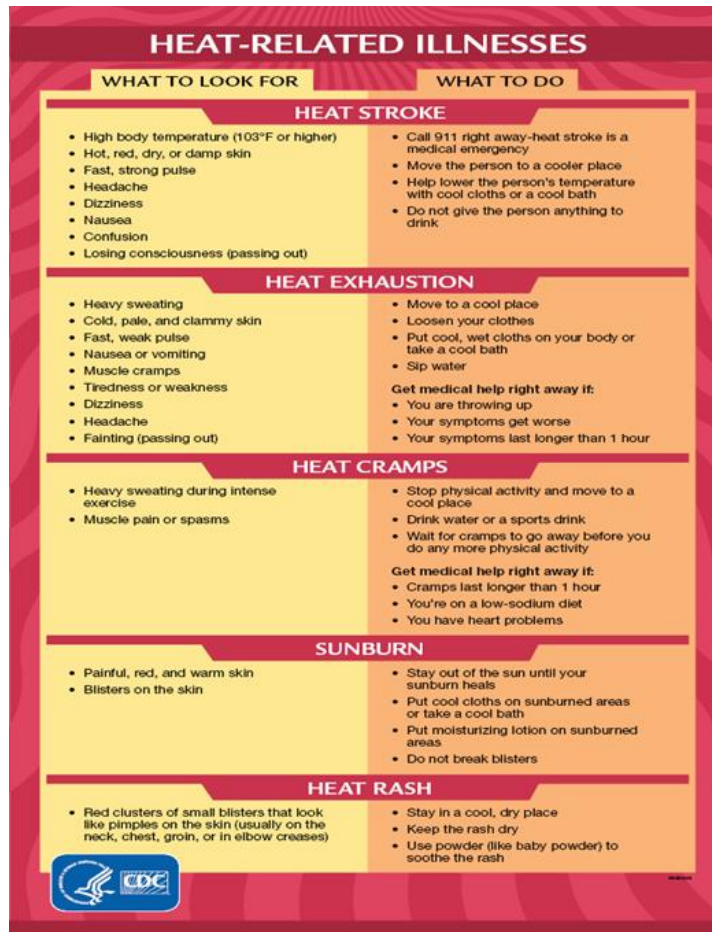 HEAT-RELATED ILLNESSES
WHAT TO LOOK FOR
WHAT TO DO
HEAT STROKE
• High body temperature (103°F or higher)
• Hot, red, dry, or damp skin
• Fast, strong pulse
• Headache
• Dizziness
• Nausea
• Confusion
• Losing consciousness (passing out)
• Call 911 right away-heat stroke is a
medical emergency
• Move the person to a cooler place
• Help lower the person's temperature
with cool cloths or a cool bath
• Do not give the person anything to
drink
HEAT EXHAUSTION
• Heavy sweating
• Cold, pale, and clammy skin
• Fast, weak pulse
• Nausea or vomiting
• Muscle cramps
• Tiredness or weakness
• Dizziness
• Headache
• Fainting (passing out)
• Move to a cool place
• Loosen your clothes
• Put cool, wet cloths on your body or
take a cool bath
• Sip water
Get medical help right away if:
• You are throwing up
• Your symptoms get worse
• Your symptoms last longer than 1 hour
HEAT CRAMPS
• Heavy sweating during intense
exercise
• Muscle pain or spasms
• Stop physical activity and move to a
cool place
• Drink water or a sports drink
• Wait for cramps to go away before you
do any more physical activity
Get medical help right away if:
• Cramps last longer than 1 hour
• You're on a low-sodium diet
• You have heart problems
SUNBURN
• Painful, red, and warm skin
• Blisters on the skin
• Stay out of the sun until your
sunburn heals
• Put cool cloths on sunburned areas
or take a cool bath
• Put moisturizing lotion on sunburned
areas
• Do not break blisters
HEAT RASH
• Red clusters of small blisters that look
like pimples on the skin (usually on the
neck, chest, groin, or in elbow creases)
• Stay in a cool, dry place
• Keep the rash dry
• Use powder (like baby powder) to
soothe the rash
CDC